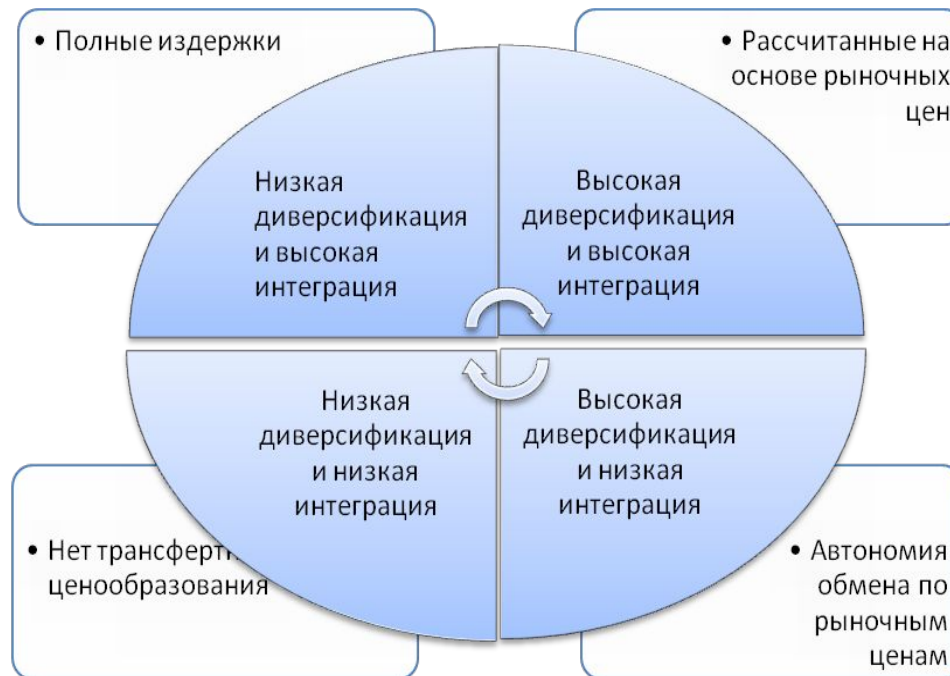 • Полные издержки
• Рассчитанные на
основе рыночных
цен
Низкая
диверсификация
и высокая
интеграция
Высокая
диверсификация
и высокая
интеграция
Низкая
диверсификация
и низкая
интеграция
Высокая
диверсификация
и низкая
интеграция
• Нет
ценообразования
• Автономия
обмена по
рыночным
ценам